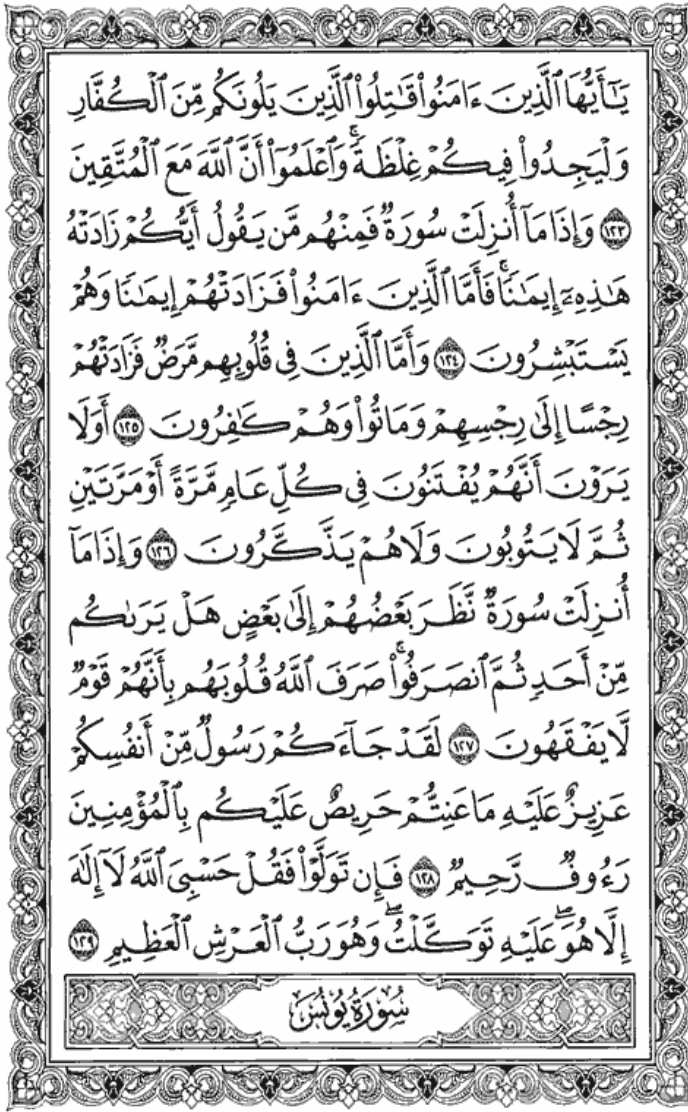 يَـٰٓأَيُّهَا ٱلَّذِينَ ءَامَنُوا۟ قَـٰتِلُوا۟ ٱلَّذِينَ يَلُونَكُم مِّنَ ٱلْكُفَّارِ
وَلْيَجِدُوا۟ فِيكُمْ غِلْظَةً ۚ وَٱعْلَمُوٓا۟ أَنَّ ٱللَّهَ مَعَ ٱلْمُتَّقِينَ
١٢٣ وَإِذَا مَآ أُنزِلَتْ سُورَةٌ فَمِنْهُم مَّن يَقُولُ أَيُّكُمْ زَادَتْهُ
هَـٰذِهِۦٓ إِيمَـٰنًا ۚ فَأَمَّا ٱلَّذِينَ ءَامَنُوا۟ فَزَادَتْهُمْ إِيمَـٰنًا وَهُمْ
يَسْتَبْشِرُونَ ١٢٤ وَأَمَّا ٱلَّذِينَ فِى قُلُوبِهِم مَّرَضٌ فَزَادَتْهُمْ
رِجْسًا إِلَىٰ رِجْسِهِمْ وَمَاتُوا۟ وَهُمْ كَـٰفِرُونَ ١٢٥ أَوَلَا
يَرَوْنَ أَنَّهُمْ يُفْتَنُونَ فِى كُلِّ عَامٍ مَّرَّةً أَوْ مَرَّتَيْنِ
ثُمَّ لَا يَتُوبُونَ وَلَا هُمْ يَذَّكَّرُونَ ١٢٦ وَإِذَا مَآ
أُنزِلَتْ سُورَةٌ نَّظَرَ بَعْضُهُمْ إِلَىٰ بَعْضٍ هَلْ يَرَىٰكُم
مِّنْ أَحَدٍ ثُمَّ ٱنصَرَفُوا۟ ۚ صَرَفَ ٱللَّهُ قُلُوبَهُم بِأَنَّهُمْ قَوْمٌ
لَّا يَفْقَهُونَ ١٢٧ لَقَدْ جَآءَكُمْ رَسُولٌ مِّنْ أَنفُسِكُمْ
عَزِيزٌ عَلَيْهِ مَا عَنِتُّمْ حَرِيصٌ عَلَيْكُم بِٱلْمُؤْمِنِينَ
رَءُوفٌ رَّحِيمٌ ١٢٨ فَإِن تَوَلَّوْا۟ فَقُلْ حَسْبِىَ ٱللَّهُ لَآ إِلَـٰهَ
إِلَّا هُوَ ۖ عَلَيْهِ تَوَكَّلْتُ ۖ وَهُوَ رَبُّ ٱلْعَرْشِ ٱلْعَظِيمِ ١٢٩
سُورَةُ يُونُسَ